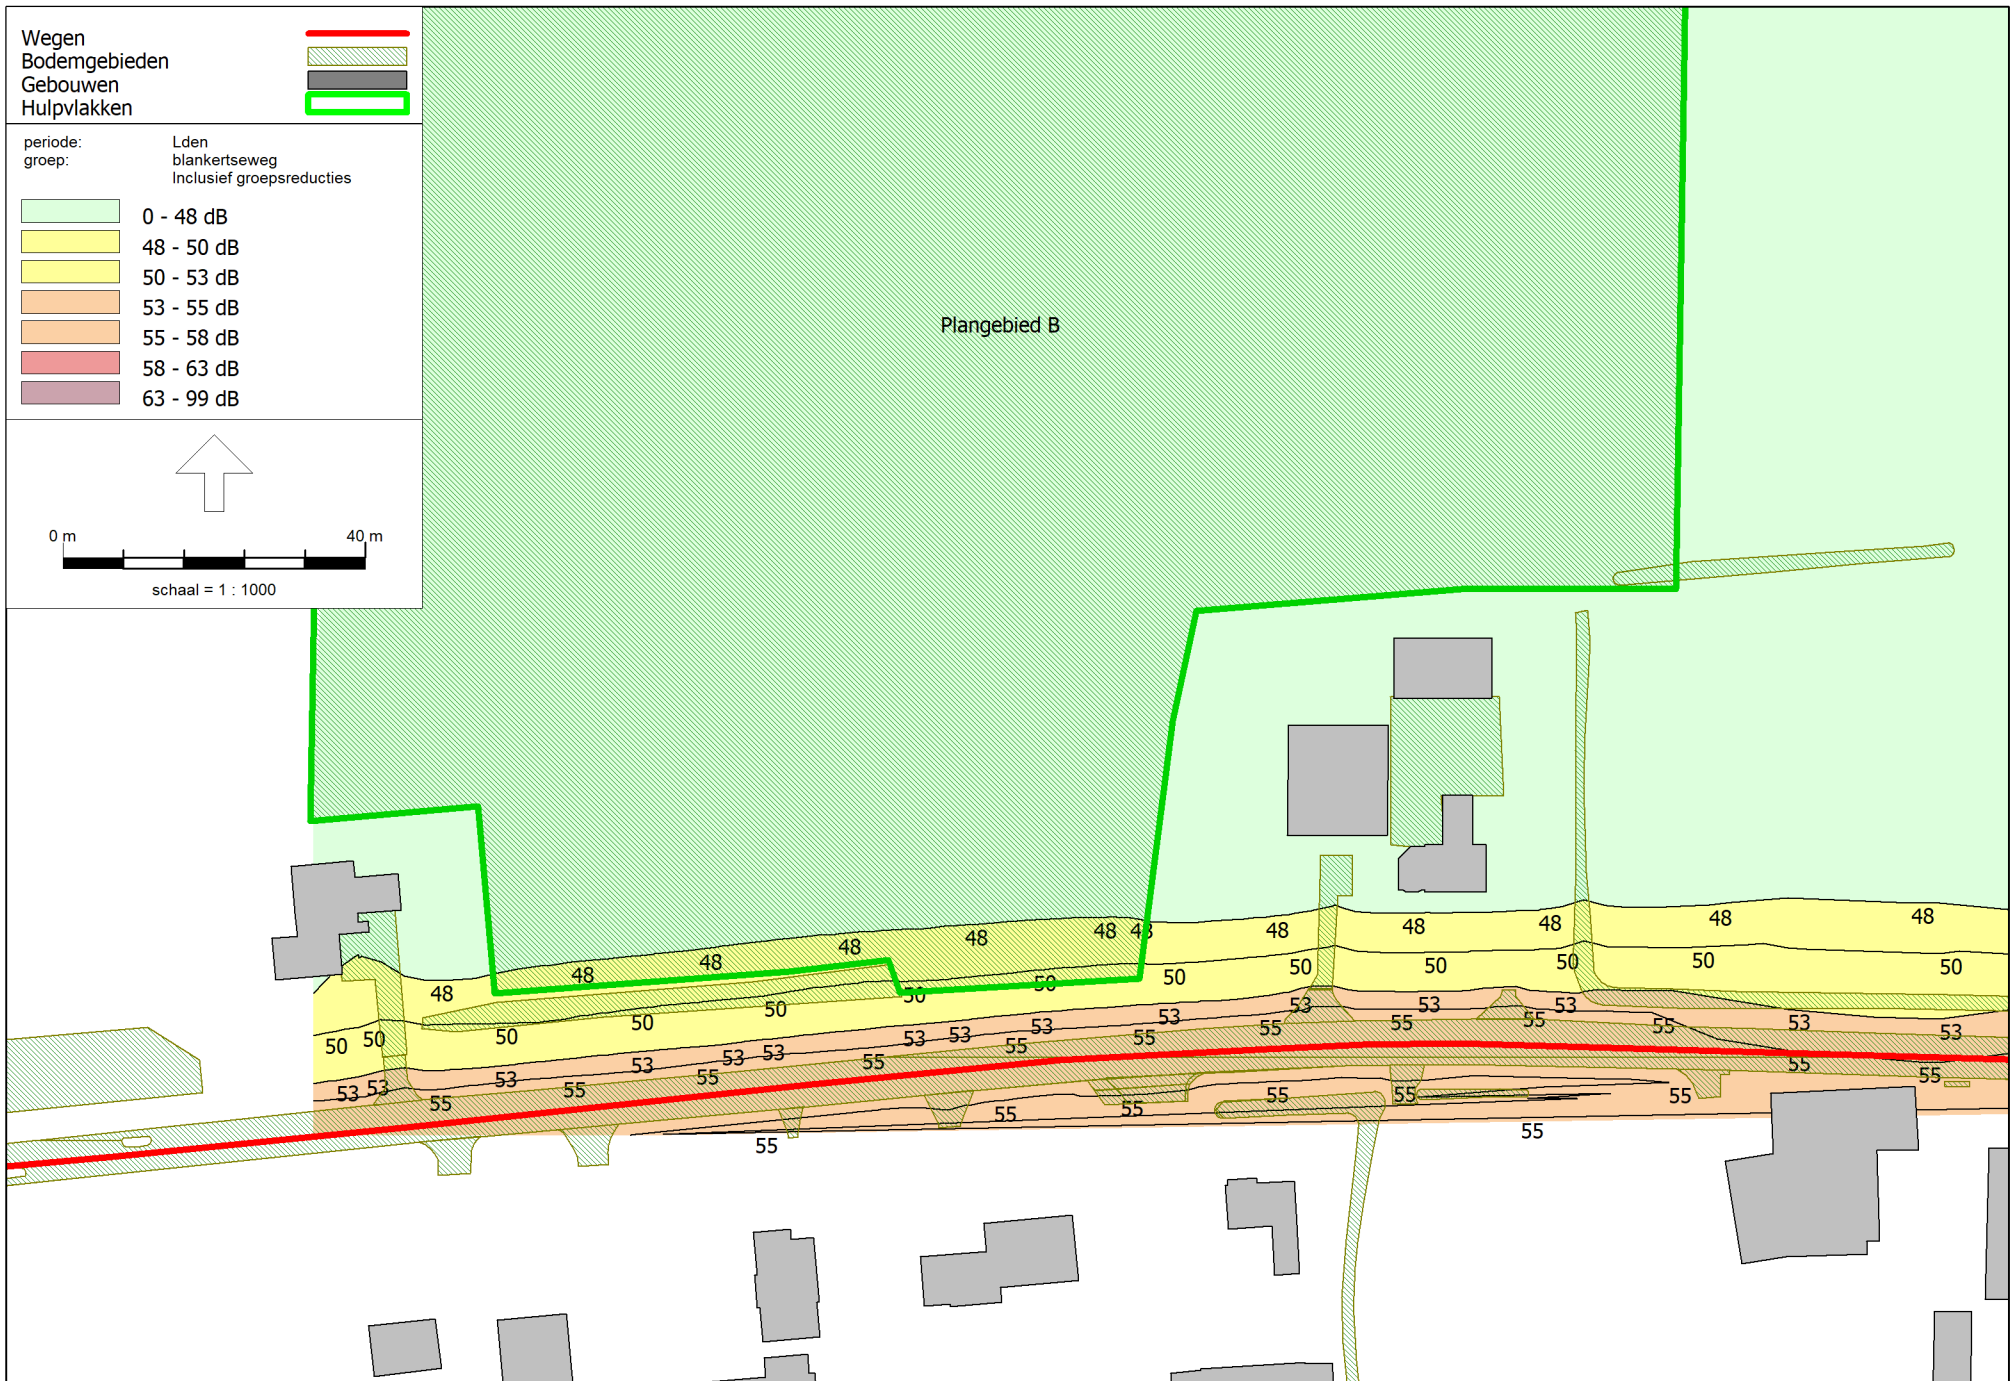 Wegen
Bodemgebieden
Gebouwen
Hulpvlakken
periode: Lden
groep: blankertseweg
Inclusief groepsreducties
0 - 48 dB
48 - 50 dB
50 - 53 dB
53 - 55 dB
55 - 58 dB
58 - 63 dB
63 - 99 dB
0 m 40 m
schaal = 1 : 1000
Plangebied B
48 48 48 48 48 48 48 48 48 48 48 48 48
50 50 50 50 50 50 50 50 50 50 50 50 50 50
53 53 53 53 53 53 53 53 53 53 53 53 53 53 53
55 55 55 55 55 55 55 55 55 55 55 55
55 55 55 55 55 55
55 55